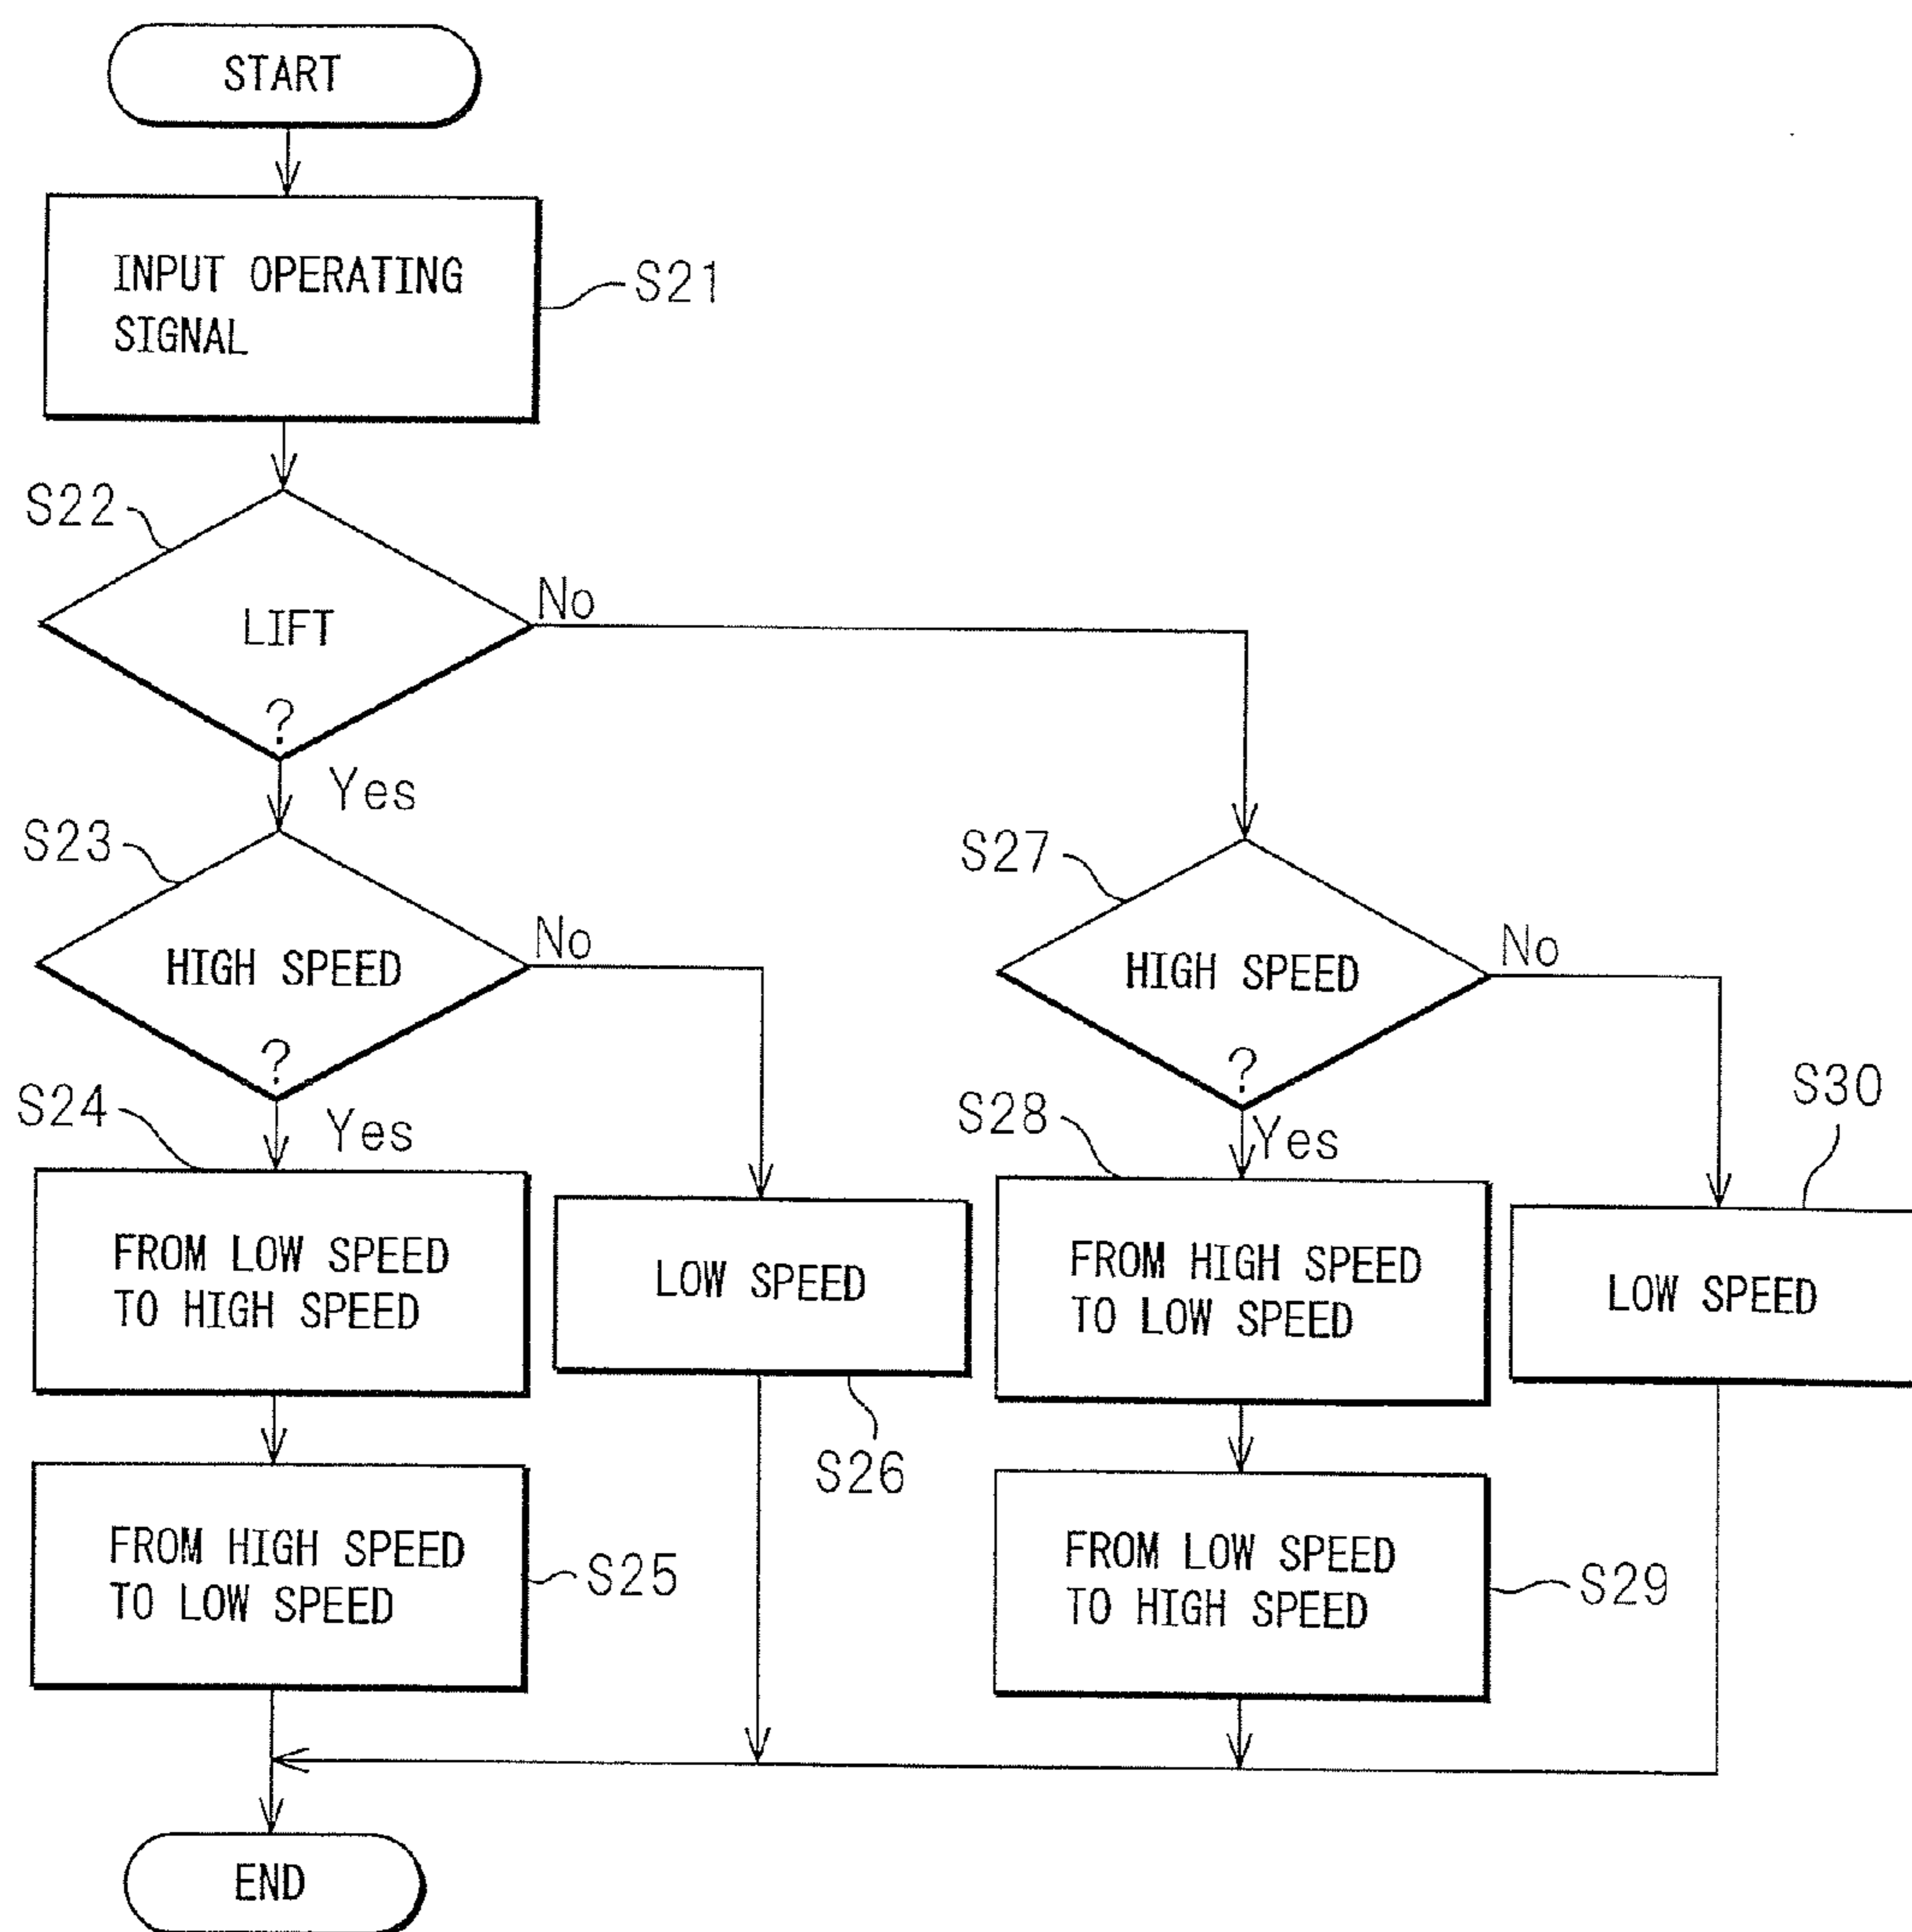 START
INPUT OPERATING
SIGNAL
S21
S22
LIFT
?
No
Yes
S23
HIGH SPEED
?
No
Yes
S27
HIGH SPEED
?
No
Yes
S24
FROM LOW SPEED
TO HIGH SPEED
LOW SPEED
S26
S28
FROM HIGH SPEED
TO LOW SPEED
S30
LOW SPEED
FROM HIGH SPEED
TO LOW SPEED
S25
FROM LOW SPEED
TO HIGH SPEED
S29
END